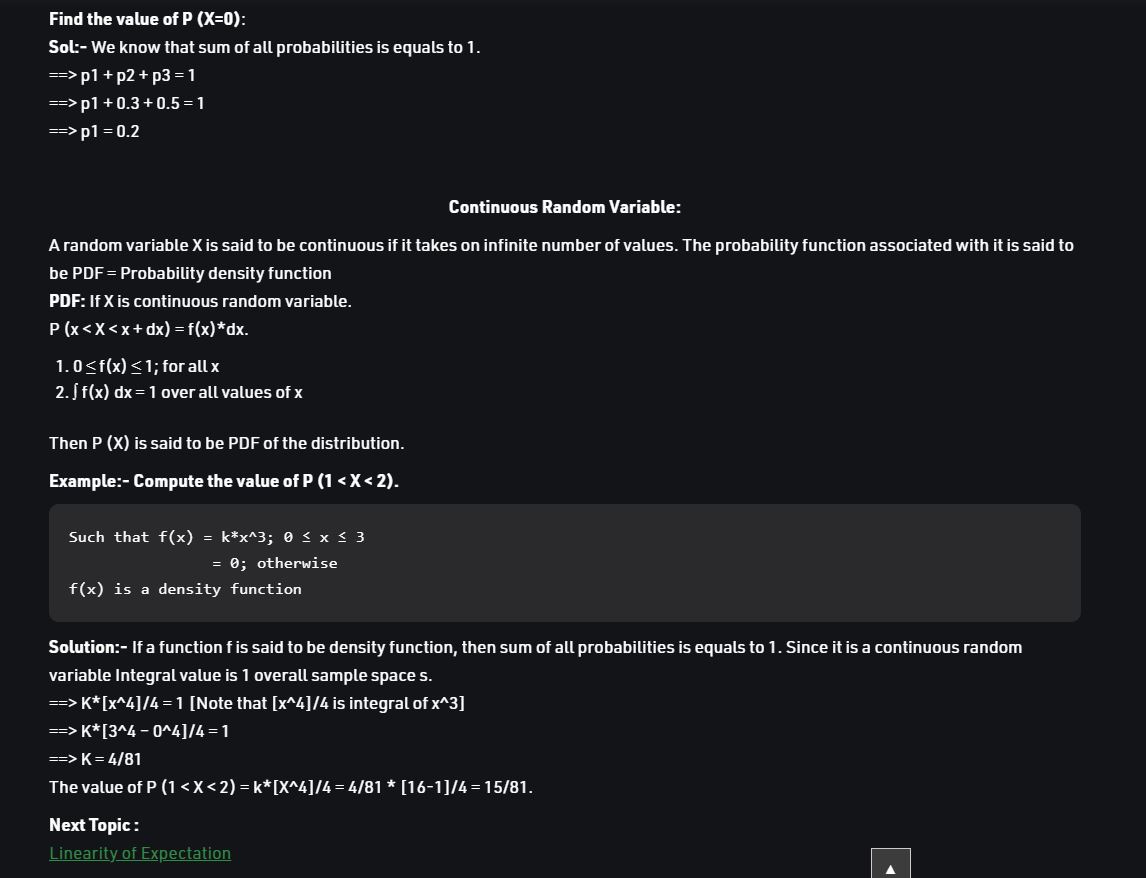 Find the value of P (X=0):
Sol:- We know that sum of all probabilities is equals to 1.
==> p1 + p2 + p3 = 1
==> p1 + 0.3 + 0.5 = 1
==> p1 = 0.2
Continuous Random Variable:
A random variable X is said to be continuous if it takes on infinite number of values. The probability function associated with it is said to
be PDF = Probability density function
PDF: If X is continuous random variable.
P (x < X < x + dx) = f(x)*dx.
1. 0 ≤ f(x) ≤ 1; for all x
2. ∫ f(x) dx = 1 over all values of x
Then P (X) is said to be PDF of the distribution.
Example:- Compute the value of P (1 < X < 2).
Such that f(x) = k*x^3; 0 ≤ x ≤ 3
= 0; otherwise
f(x) is a density function
Solution:- If a function f is said to be density function, then sum of all probabilities is equals to 1. Since it is a continuous random
variable Integral value is 1 overall sample space s.
==> K*[x^4]/4 = 1 [Note that [x^4]/4 is integral of x^3]
==> K*[3^4 – 0^4]/4 = 1
==> K = 4/81
The value of P (1 < X < 2) = k*[X^4]/4 = 4/81 * [16-1]/4 = 15/81.
Next Topic :
Linearity of Expectation